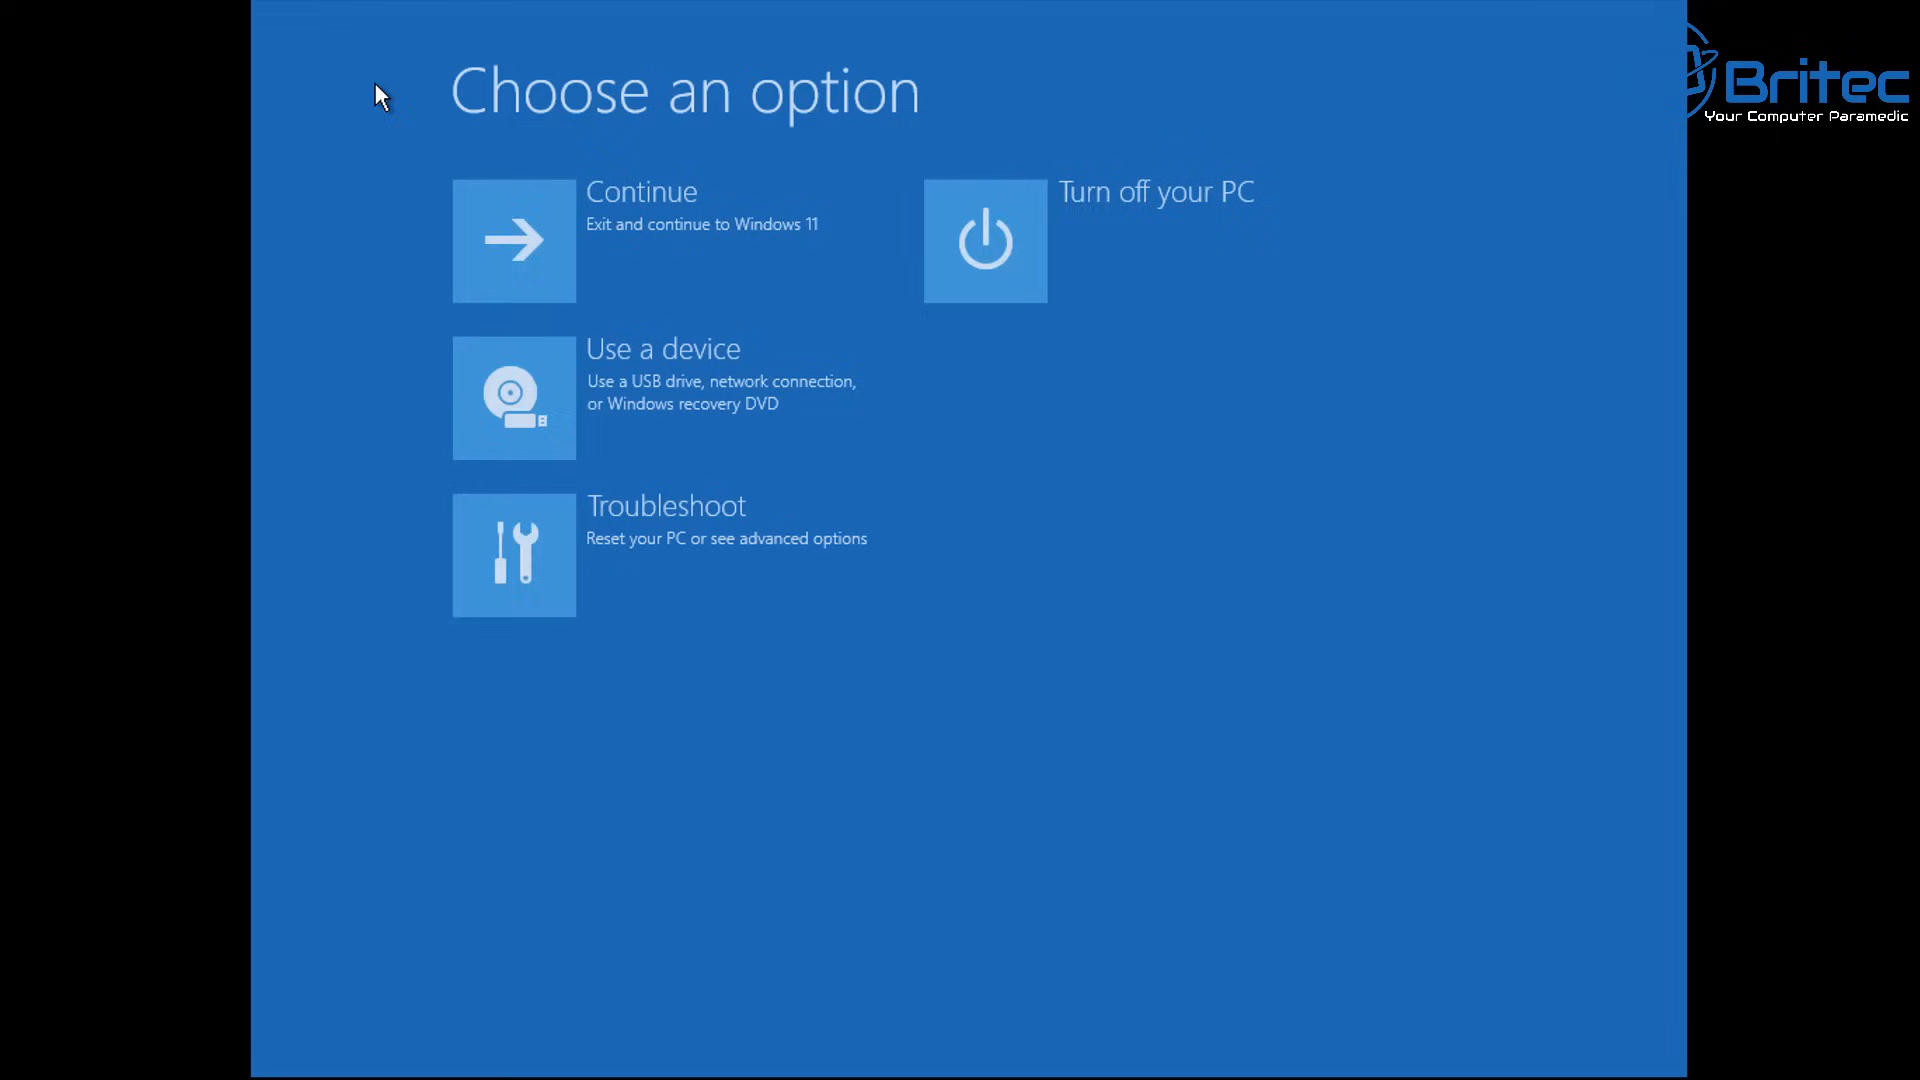 Choose an option
Britec
Your Computer Paramedic
Continue
Exit and continue to Windows 11
Turn off your PC
Use a device
Use a USB drive, network connection,
or Windows recovery DVD
Troubleshoot
Reset your PC or see advanced options